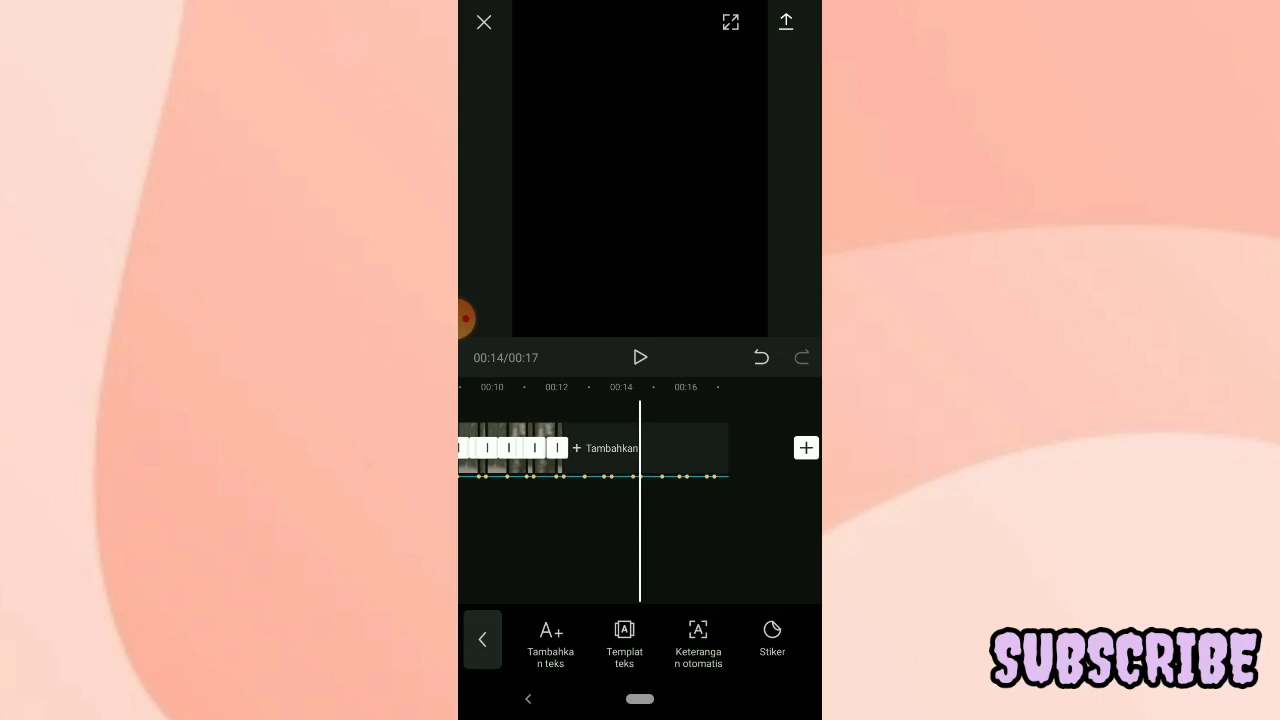 00:14/00:17
00:10
00:12
00:14
00:16
+ Tambahkan
A+
A
A
Tambahka
n teks
Templat
teks
Keteranga
n otomatis
Stiker
SUBSCRIBE